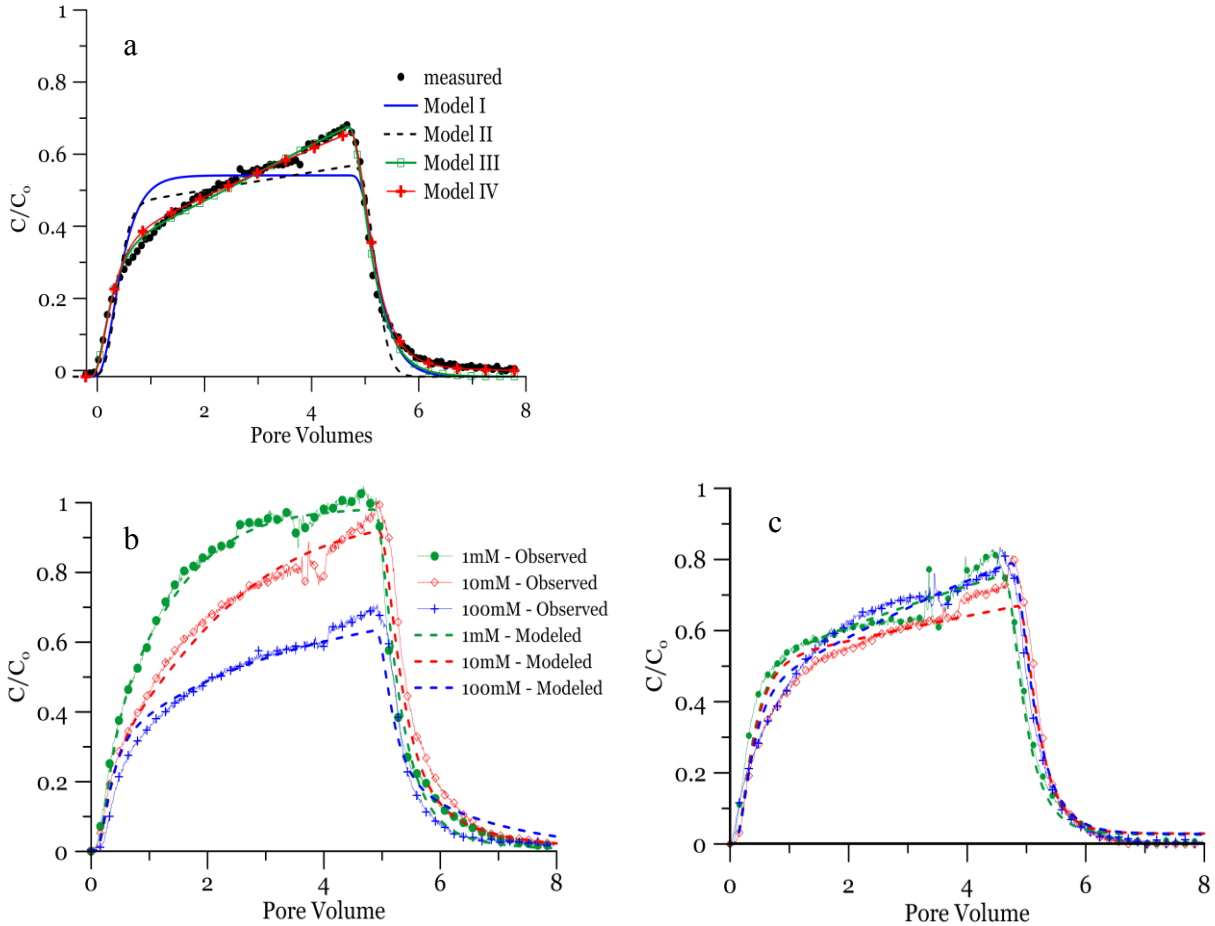 1
a
0.8
measured
Model I
Model II
0.6
Model III
Model IV
C/Co
0.4
0.2
0
0 2 4 6 8
Pore Volumes
1
b
0.8
1mM - Observed
10mM - Observed
100mM - Observed
0.6
1mM - Modeled
10mM - Modeled
100mM - Modeled
C/Co
0.4
0.2
0
0 2 4 6 8
Pore Volume
1
c
0.8
0.6
C/Co
0.4
0.2
0
0 2 4 6 8
Pore Volume